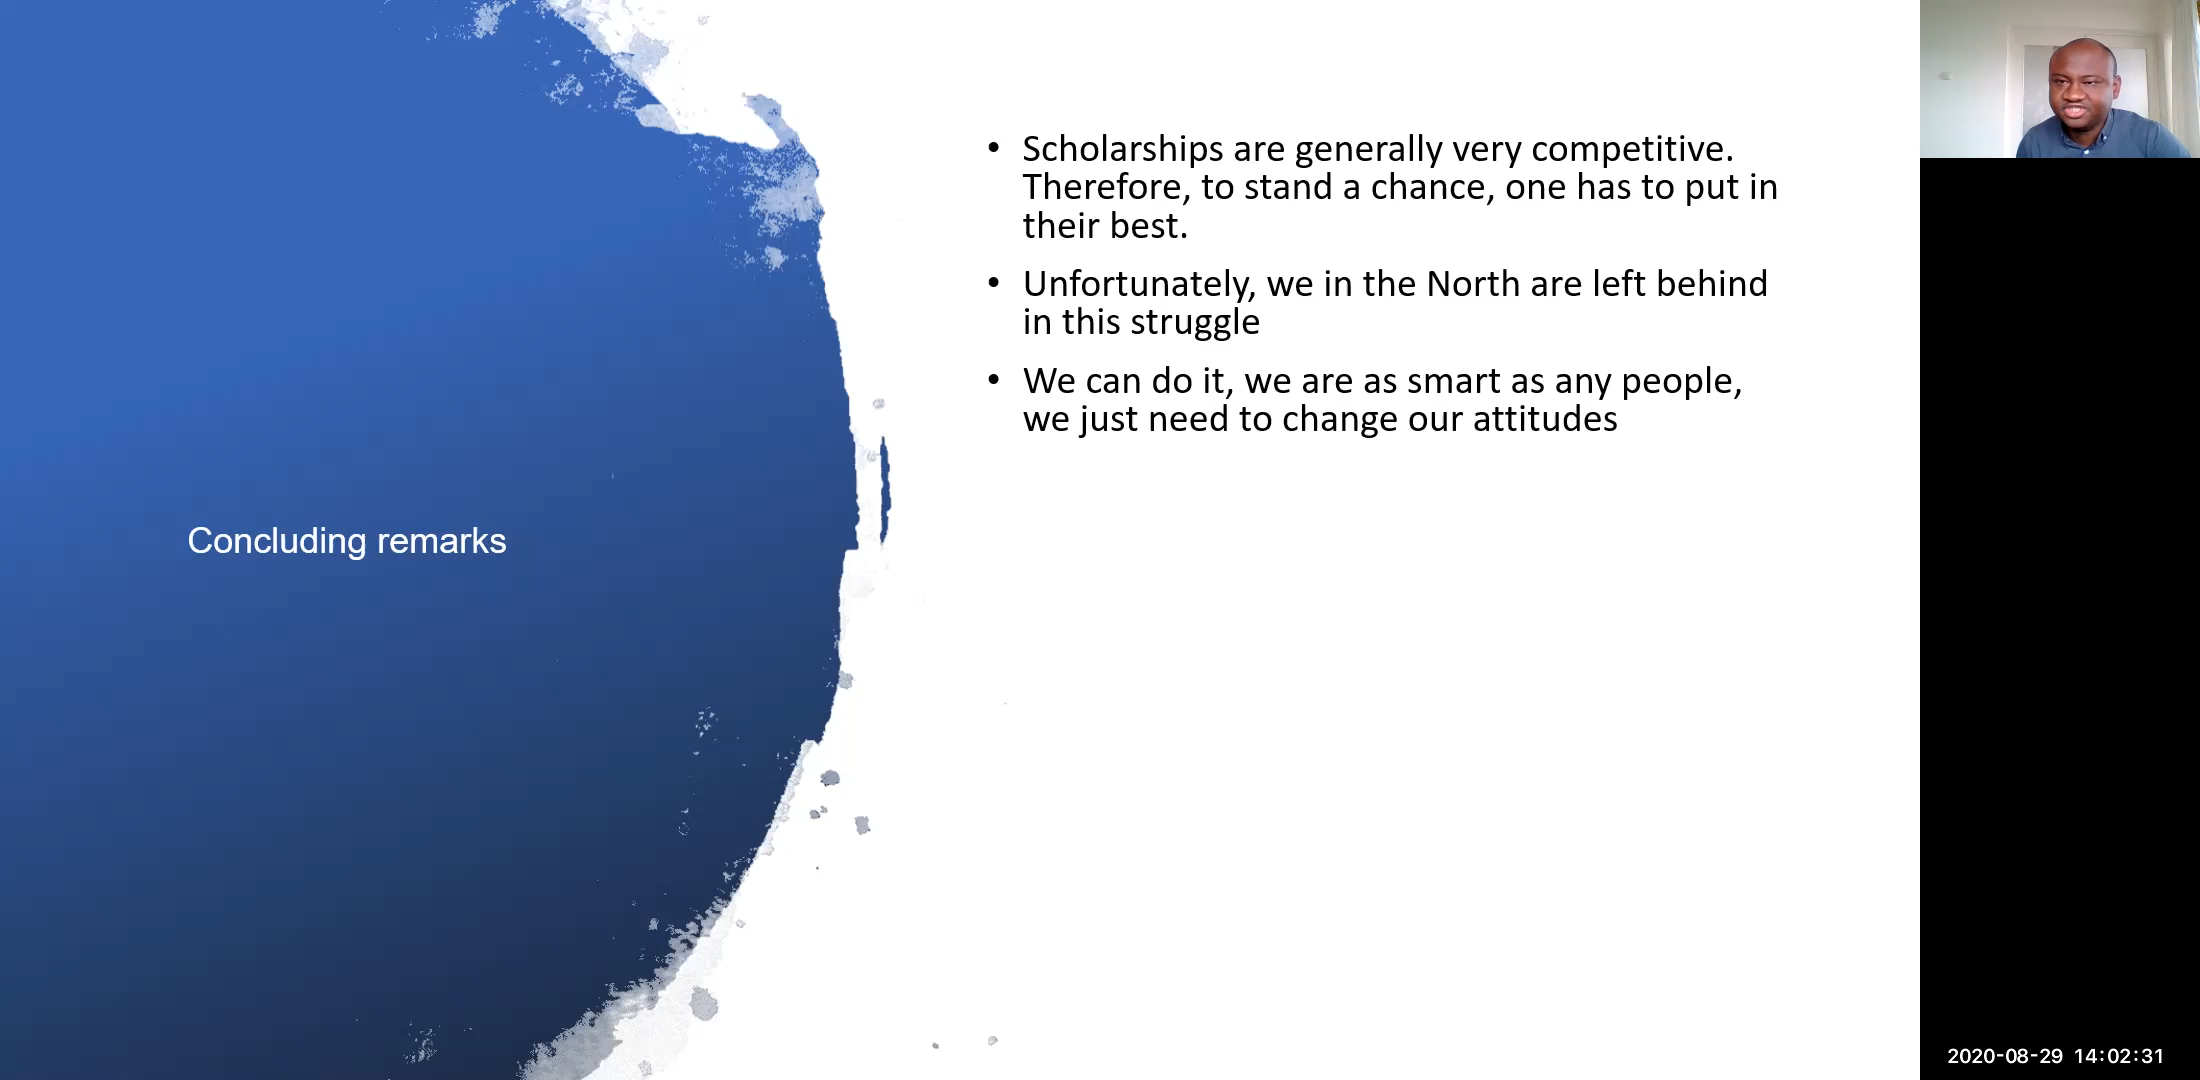 Concluding remarks
• Scholarships are generally very competitive.
Therefore, to stand a chance, one has to put in
their best.
• Unfortunately, we in the North are left behind
in this struggle
• We can do it, we are as smart as any people,
we just need to change our attitudes
2020-08-29 14:02:31